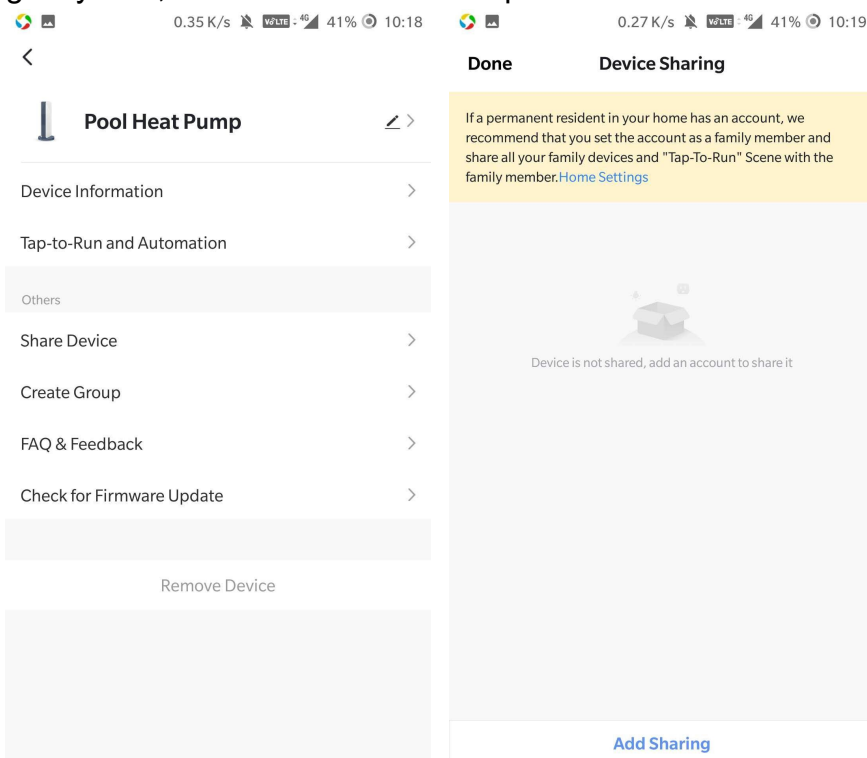 0.35 K/s VoLTE 4G 41% 10:18
Pool Heat Pump
Device Information
Tap-to-Run and Automation
Others
Share Device
Create Group
FAQ & Feedback
Check for Firmware Update
Remove Device
0.27 K/s VoLTE 4G 41% 10:19
Done Device Sharing
If a permanent resident in your home has an account, we
recommend that you set the account as a family member and
share all your family devices and "Tap-To-Run" Scene with the
family member.Home Settings
Device is not shared, add an account to share it
Add Sharing